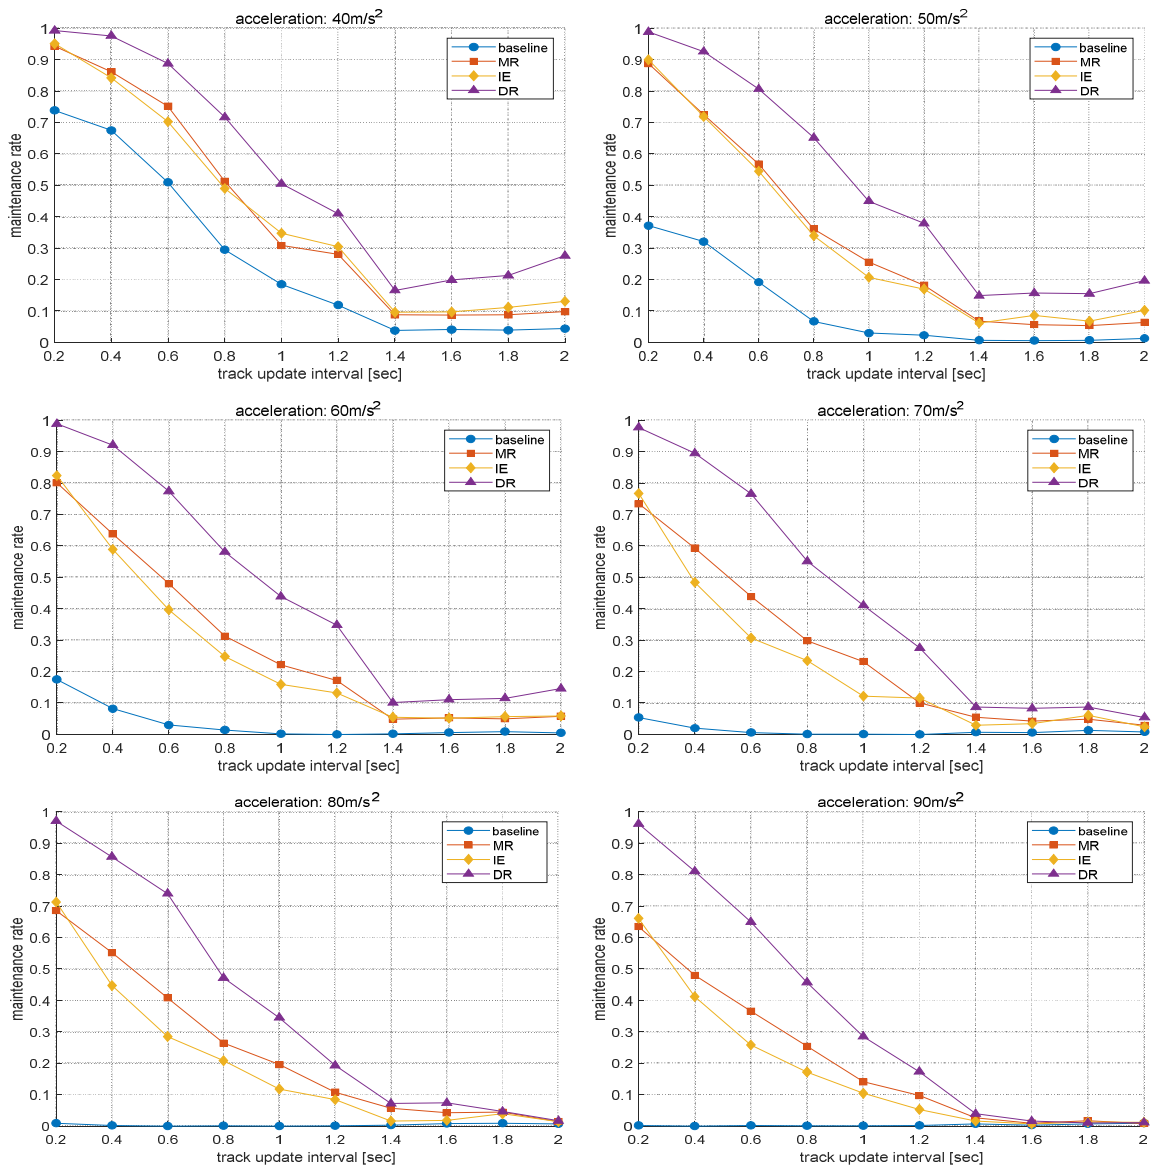 acceleration: 40m/s²
maintenance rate
1
0.9
0.8
0.7
0.6
0.5
0.4
0.3
0.2
0.1
0
baseline
MR
IE
DR
0.2 0.4 0.6 0.8 1 1.2 1.4 1.6 1.8 2
track update interval [sec]
acceleration: 50m/s²
maintenance rate
1
0.9
0.8
0.7
0.6
0.5
0.4
0.3
0.2
0.1
0
baseline
MR
IE
DR
0.2 0.4 0.6 0.8 1 1.2 1.4 1.6 1.8 2
track update interval [sec]
acceleration: 60m/s²
maintenance rate
1
0.9
0.8
0.7
0.6
0.5
0.4
0.3
0.2
0.1
0
baseline
MR
IE
DR
0.2 0.4 0.6 0.8 1 1.2 1.4 1.6 1.8 2
track update interval [sec]
acceleration: 70m/s²
maintenance rate
1
0.9
0.8
0.7
0.6
0.5
0.4
0.3
0.2
0.1
0
baseline
MR
IE
DR
0.2 0.4 0.6 0.8 1 1.2 1.4 1.6 1.8 2
track update interval [sec]
acceleration: 80m/s²
maintenance rate
1
0.9
0.8
0.7
0.6
0.5
0.4
0.3
0.2
0.1
0
baseline
MR
IE
DR
0.2 0.4 0.6 0.8 1 1.2 1.4 1.6 1.8 2
track update interval [sec]
acceleration: 90m/s²
maintenance rate
1
0.9
0.8
0.7
0.6
0.5
0.4
0.3
0.2
0.1
0
baseline
MR
IE
DR
0.2 0.4 0.6 0.8 1 1.2 1.4 1.6 1.8 2
track update interval [sec]